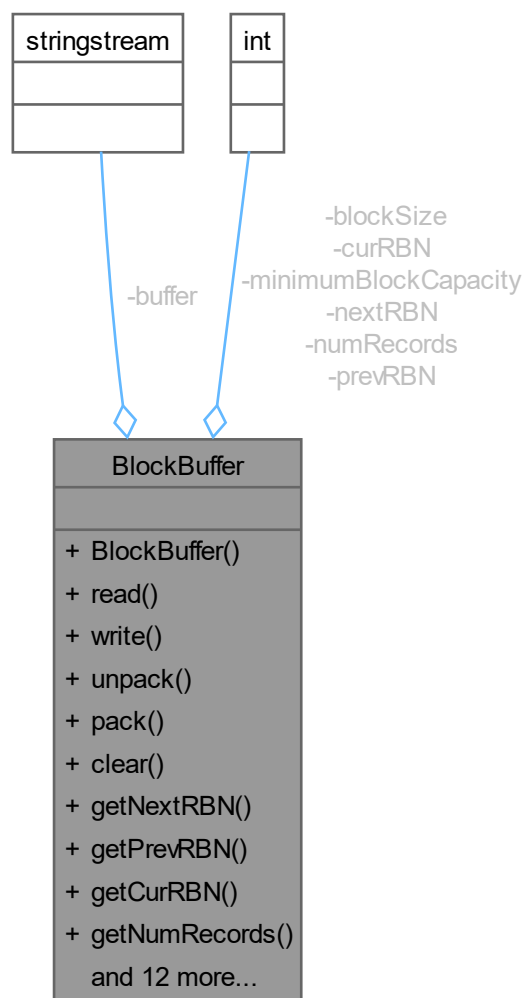 stringstream
int
-blockSize
-curRBN
-minimumBlockCapacity
-nextRBN
-numRecords
-prevRBN
-buffer
BlockBuffer
+ BlockBuffer()
+ read()
+ write()
+ unpack()
+ pack()
+ clear()
+ getNextRBN()
+ getPrevRBN()
+ getCurRBN()
+ getNumRecords()
and 12 more...